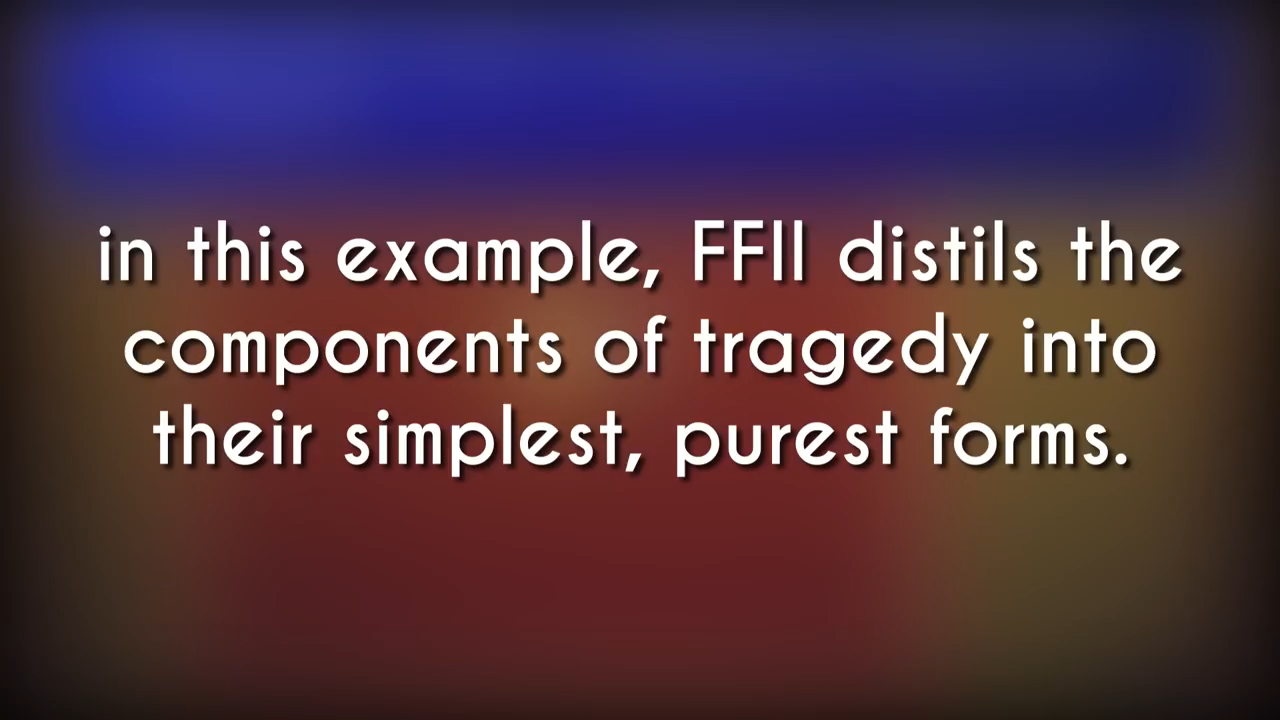 in this example, FFII distils the
components of tragedy into
their simplest, purest forms.